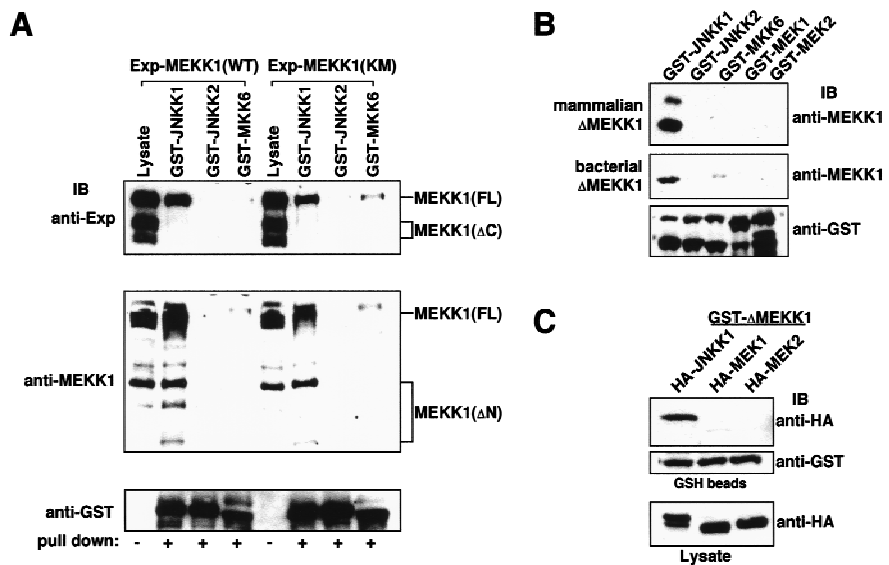 A
Exp-MEKK1(WT) Exp-MEKK1(KM)
Lysate GST-JNKK1 GST-JNKK2 GST-MKK6 Lysate GST-JNKK1 GST-JNKK2 GST-MKK6
IB
anti-Exp
MEKK1(FL)
MEKK1(ΔC)
anti-MEKK1
MEKK1(FL)
MEKK1(ΔN)
anti-GST
pull down: - + + + - + + +
B
GST-JNKK1 GST-JNKK2 GST-MKK6 GST-MEK1 GST-MEK2
IB
mammalian
ΔMEKK1
anti-MEKK1
bacterial
ΔMEKK1
anti-MEKK1
anti-GST
C
GST-ΔMEKK1
HA-JNKK1 HA-MEK1 HA-MEK2
IB
anti-HA
anti-GST
GSH beads
anti-HA
Lysate